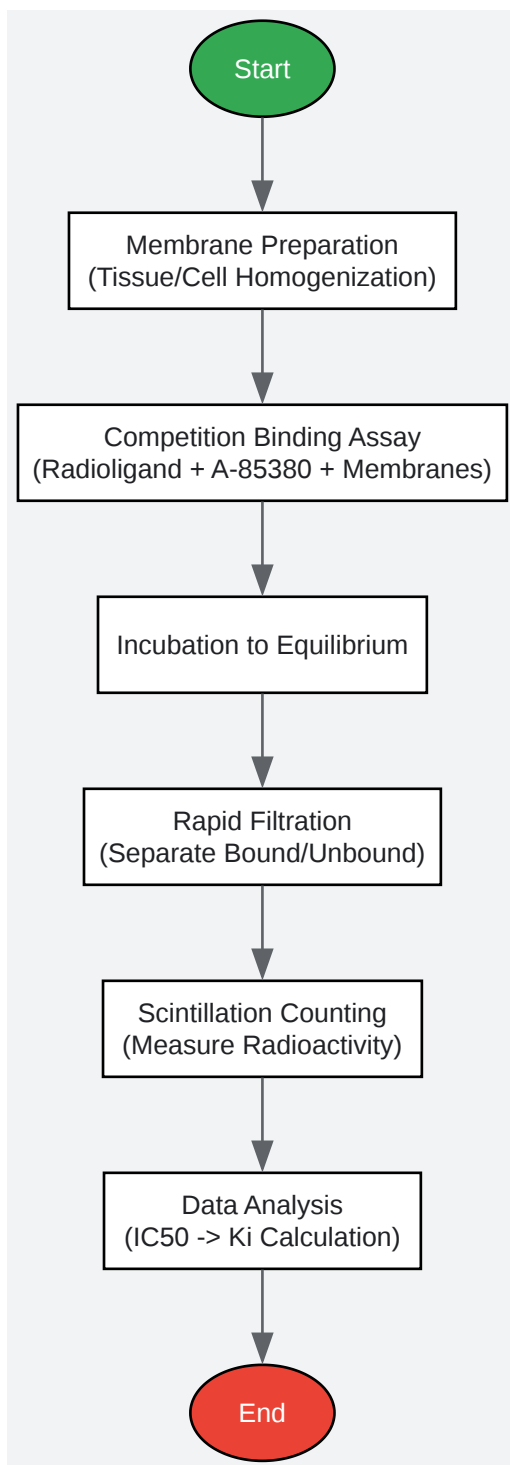 Start
Membrane Preparation
(Tissue/Cell Homogenization)
Competition Binding Assay
(Radioligand + A-85380 + Membranes)
Incubation to Equilibrium
Rapid Filtration
(Separate Bound/Unbound)
Scintillation Counting
(Measure Radioactivity)
Data Analysis
(IC50 -> Ki Calculation)
End